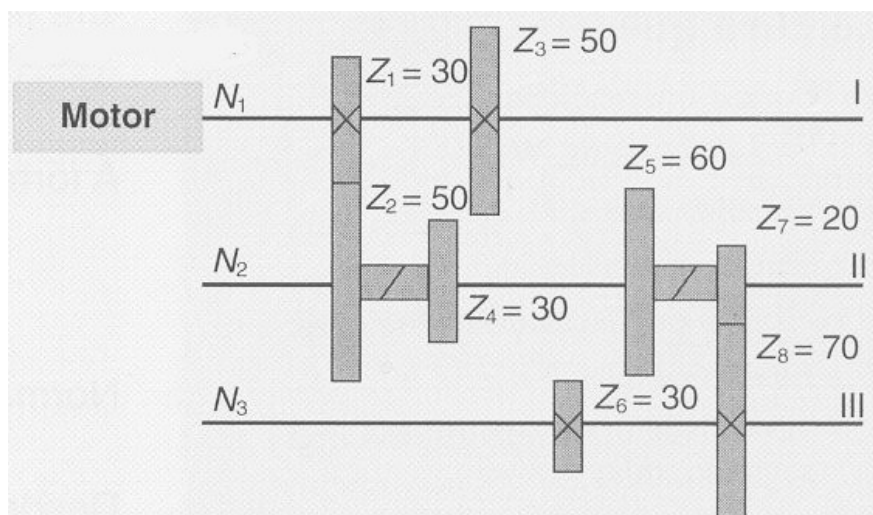 Z3 = 50
Z1 = 30
N1
I
Motor
Z5 = 60
Z2 = 50
Z7 = 20
N2
II
Z4 = 30
Z8 = 70
N3
Z6 = 30
III